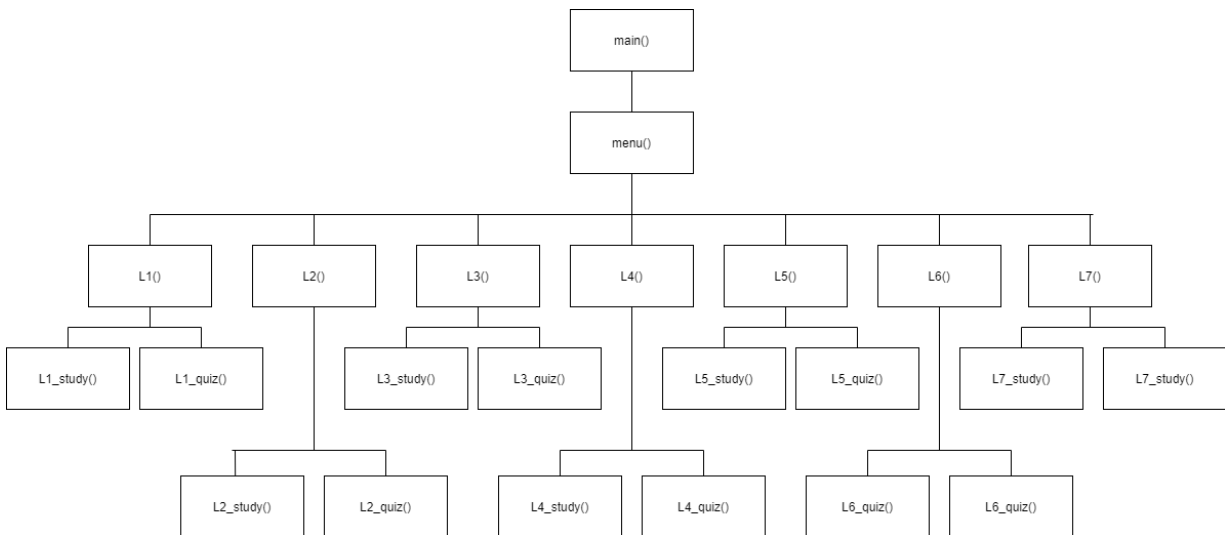 main()
menu()
L1()
L2()
L3()
L4()
L5()
L6()
L7()
L1_study()
L1_quiz()
L3_study()
L3_quiz()
L5_study()
L5_quiz()
L7_study()
L7_study()
L2_study()
L2_quiz()
L4_study()
L4_quiz()
L6_quiz()
L6_quiz()